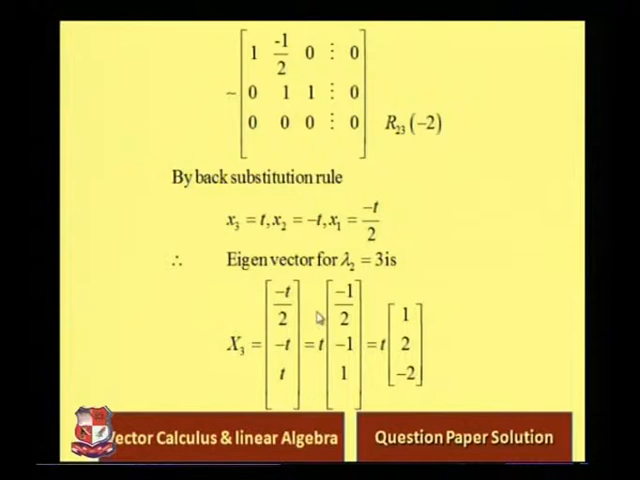 ~ [1 -1/2 0 ⋮ 0
0 1 1 ⋮ 0
0 0 0 ⋮ 0] R₂₃(−2)
By back substitution rule
x₃ = t, x₂ = −t, x₁ = −t/2
∴ Eigen vector for λ₂ = 3 is
X₃ = [−t/2 −t t] = t [−1/2 −1 1] = t [1 2 −2]
Vector Calculus & linear Algebra
Question Paper Solution